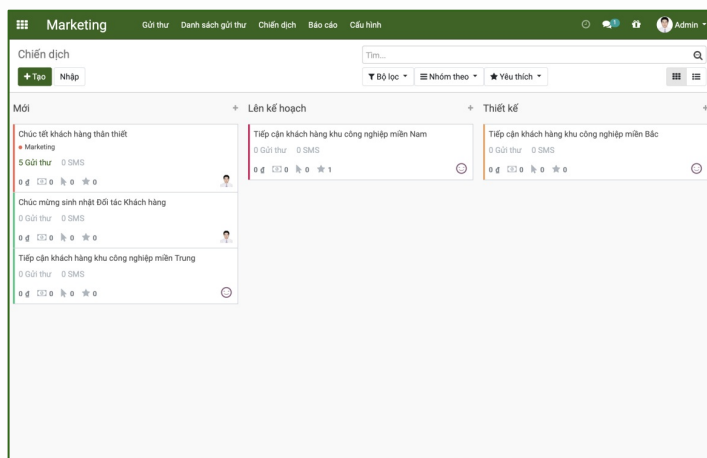 Marketing Gửi thư Danh sách gửi thư Chiến dịch Báo cáo Cấu hình 1 Admin
Chiến dịch Tìm...
+ Tạo Nhập Bộ lọc Nhóm theo Yêu thích
Mới + Lên kế hoạch + Thiết kế +
Chúc tết khách hàng thân thiết
Marketing
5 Gửi thư 0 SMS
0 ₫ 0 0 0
Chúc mừng sinh nhật Đối tác Khách hàng
0 Gửi thư 0 SMS
0 ₫ 0 0 0
Tiếp cận khách hàng khu công nghiệp miền Trung
0 Gửi thư 0 SMS
0 ₫ 0 0 0
Tiếp cận khách hàng khu công nghiệp miền Nam
0 Gửi thư 0 SMS
0 ₫ 0 0 1
Tiếp cận khách hàng khu công nghiệp miền Bắc
0 Gửi thư 0 SMS
0 ₫ 0 0 0